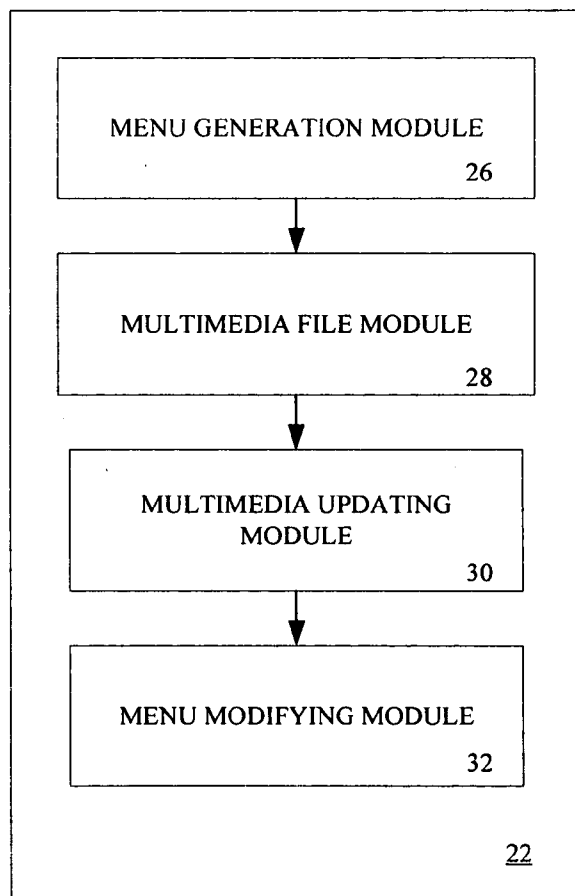 MENU GENERATION MODULE
26
MULTIMEDIA FILE MODULE
28
MULTIMEDIA UPDATING
MODULE
30
MENU MODIFYING MODULE
32
22